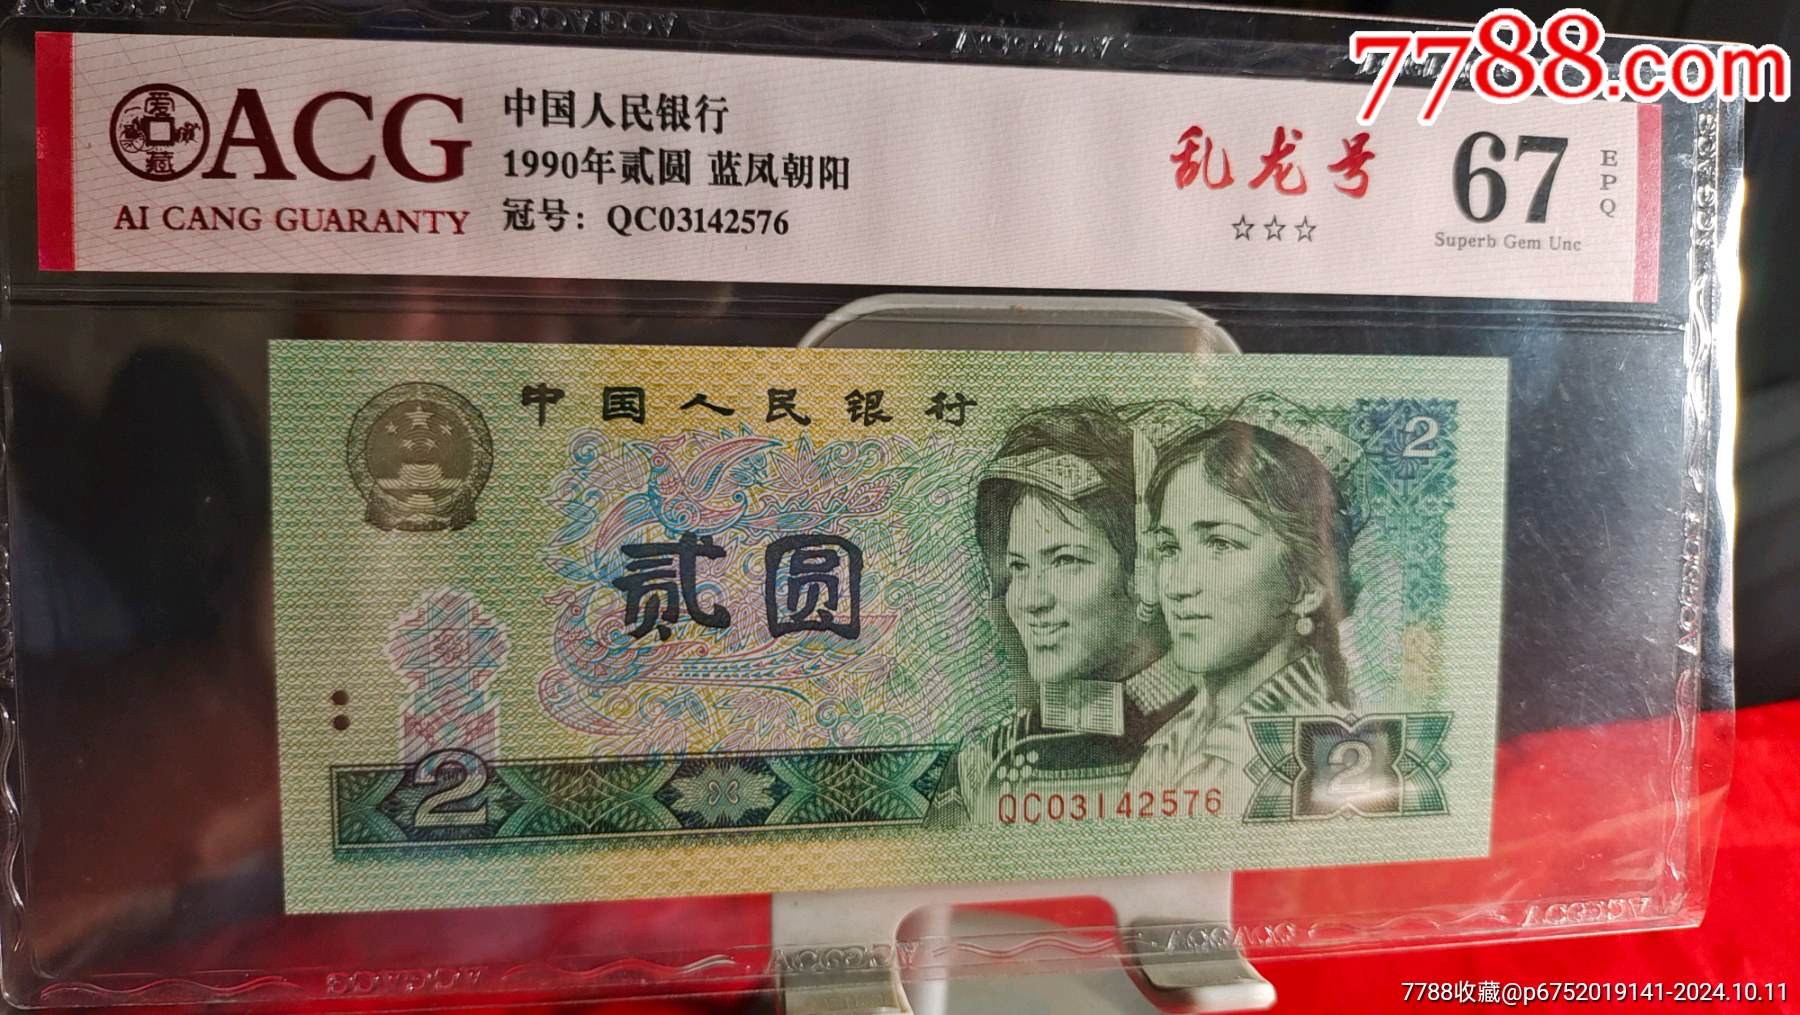 7788.com
爱藏
ACG
AI CANG GUARANTY
中国人民银行
1990年贰圆 蓝凤朝阳
冠号：QC03142576
乱龙号
☆☆☆
67
EPQ
Superb Gem Unc
中国人民银行
2
贰圆
2
QC03142576
2
7788收藏@p6752019141-2024.10.11